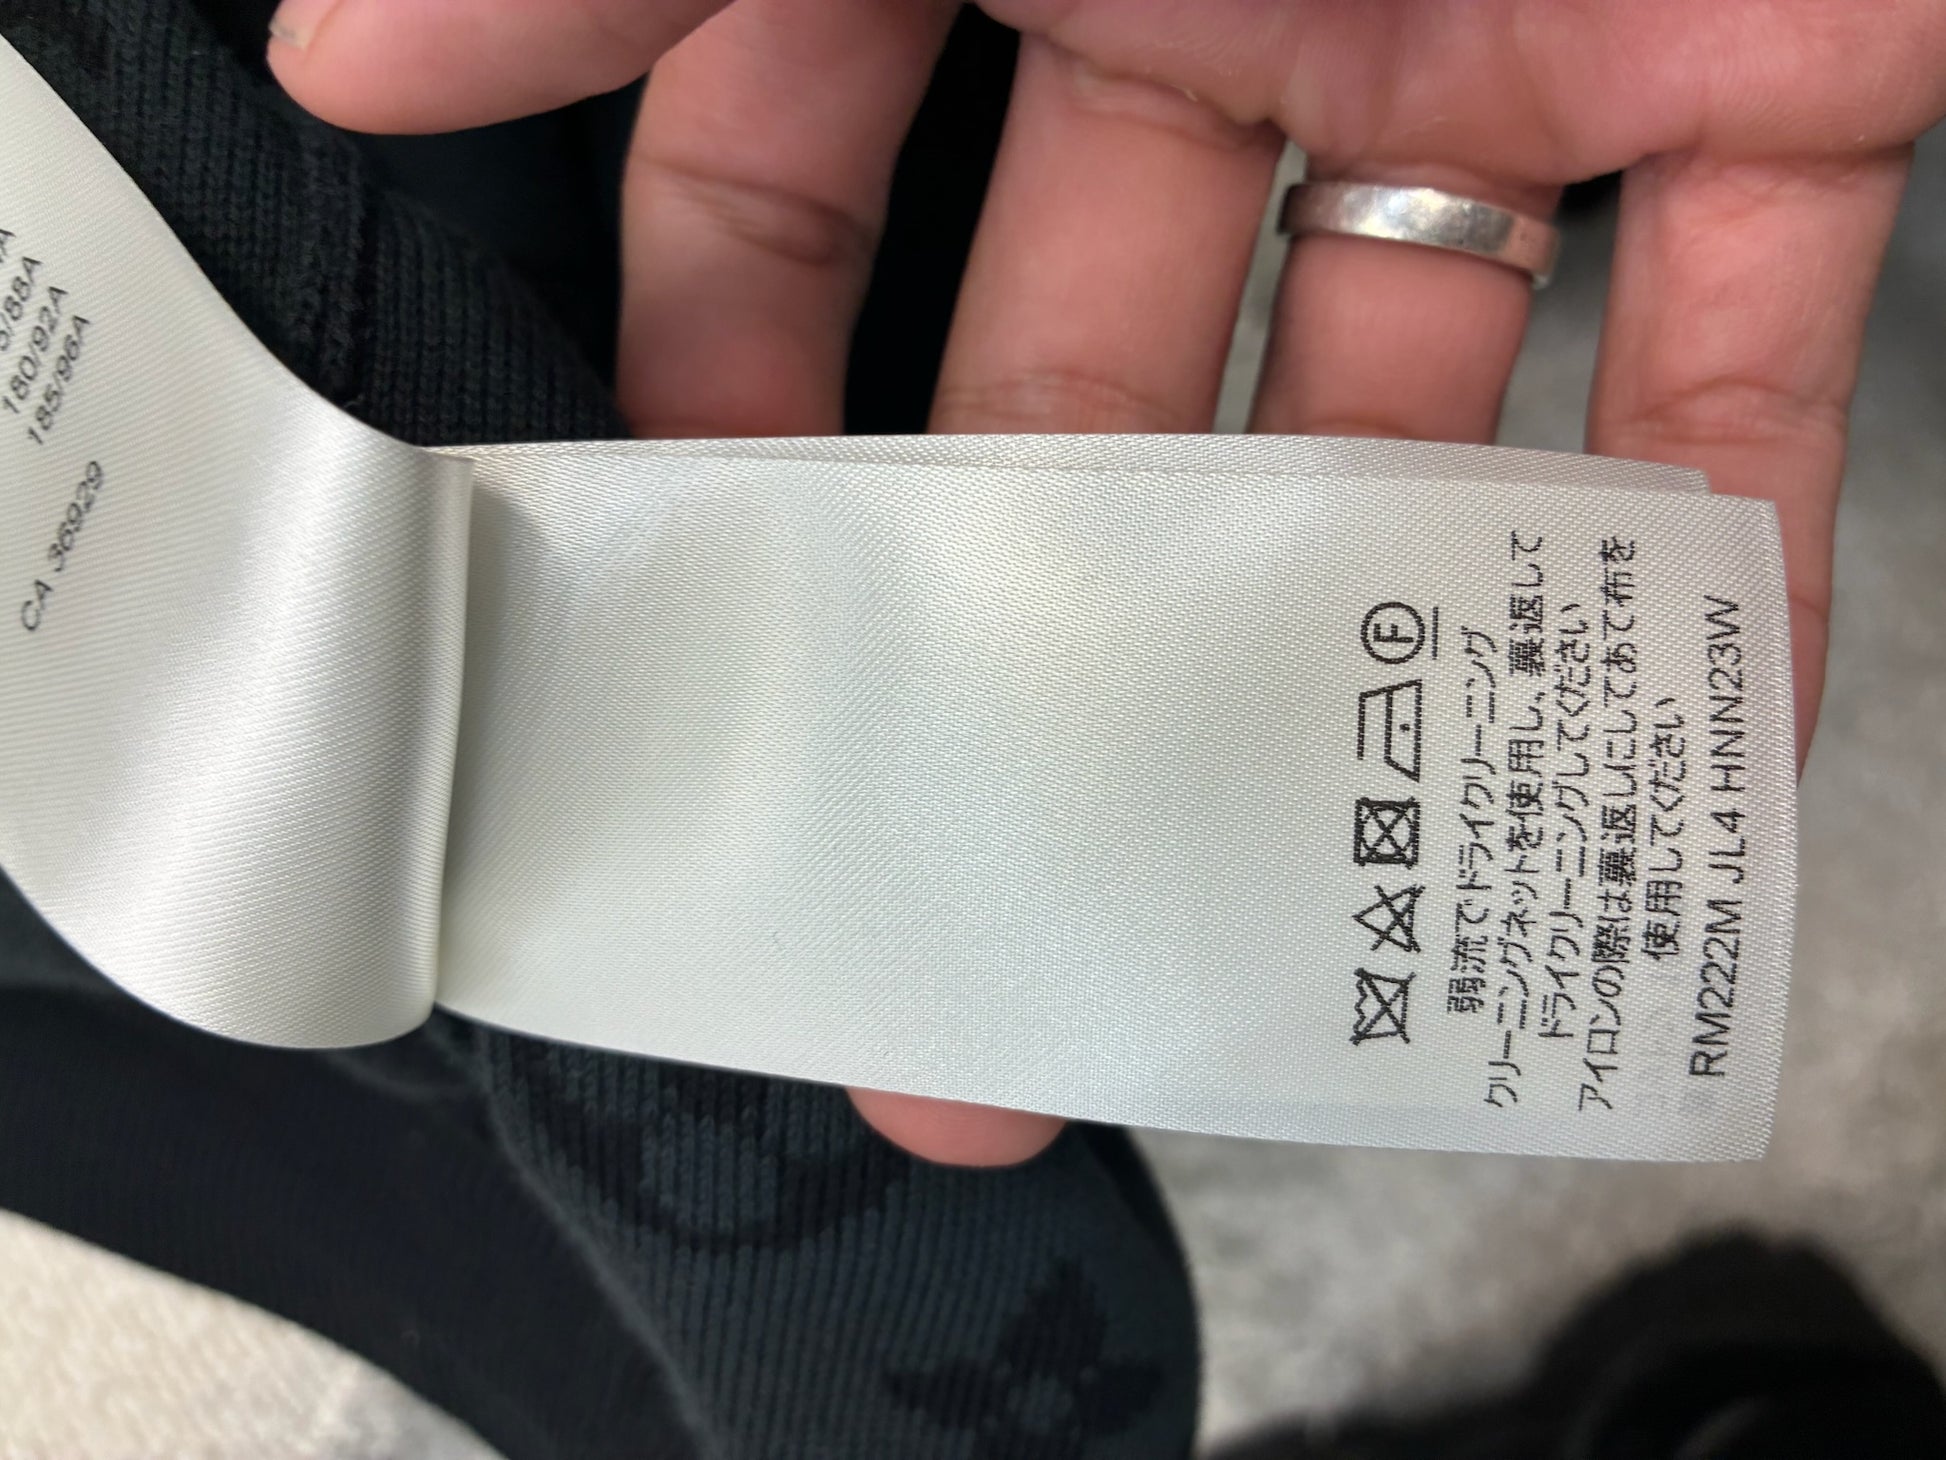 180/92A
185/96A
CA 36929
F
弱流でドライクリーニング
クリーニングネットを使用し、裏返して
ドライクリーニングしてください
アイロンの際は裏返しにしてあて布を
使用してください
RM222M JL4 HNN23W